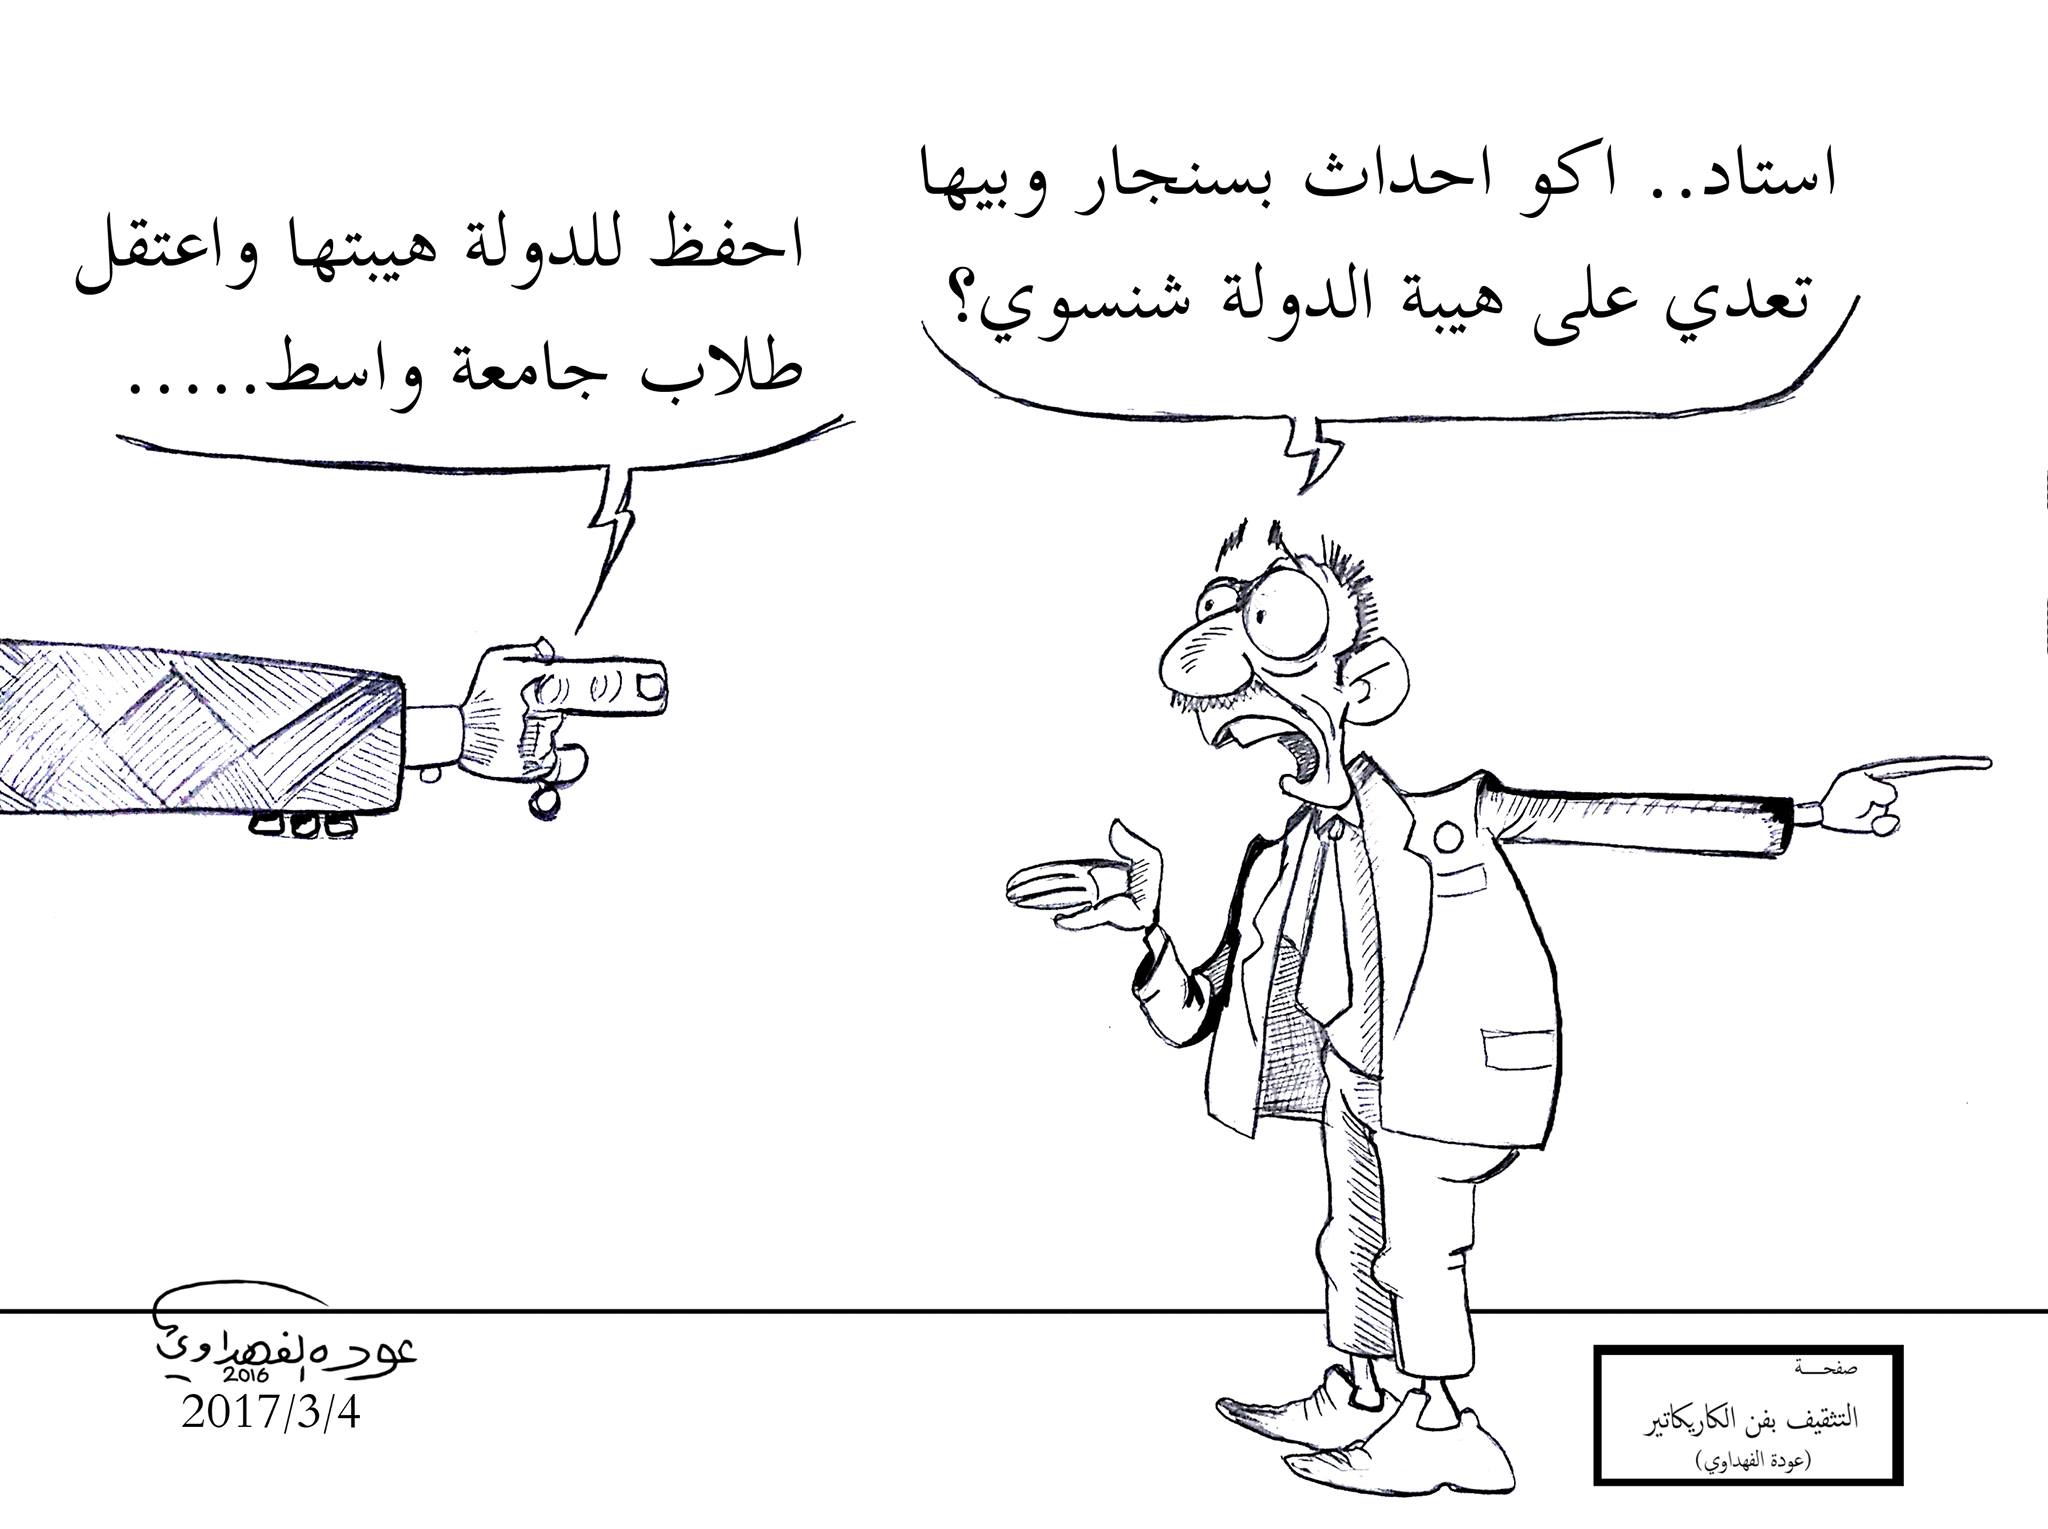 استاد.. اكو احداث بسنجار وبيها
تعدي على هيبة الدولة شنسوي؟
احفظ للدولة هيبتها واعتقل
طلاب جامعة واسط.....
عوده الفهداوي
2016
2017/3/4
صفحـــة
التثقيف بفن الكاريكاتير
(عودة الفهداوي)